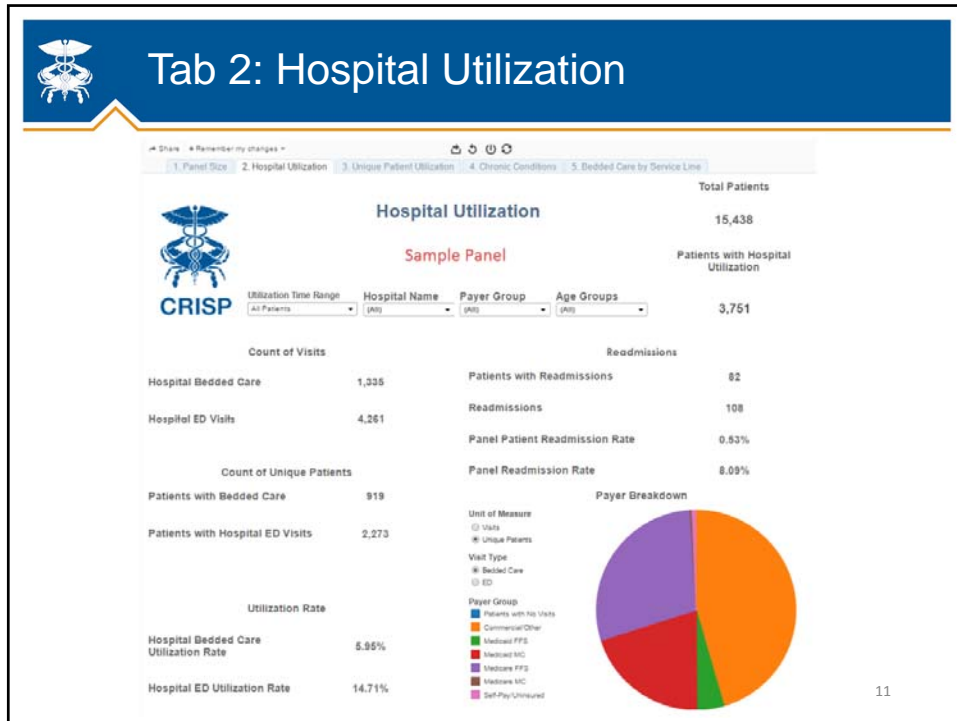 Tab 2: Hospital Utilization
Share Remember my changes
1. Panel Size 2. Hospital Utilization 3. Unique Patient Utilization 4. Chronic Conditions 5. Bedded Care by Service Line
Total Patients
Hospital Utilization
15,438
Sample Panel
Patients with Hospital
Utilization
CRISP
Utilization Time Range Hospital Name Payer Group Age Groups
All Patients (All) (All) (All)
3,751
Count of Visits
Hospital Bedded Care 1,335
Hospital ED Visits 4,261
Readmissions
Patients with Readmissions 82
Readmissions 108
Panel Patient Readmission Rate 0.53%
Panel Readmission Rate 8.09%
Count of Unique Patients
Patients with Bedded Care 919
Patients with Hospital ED Visits 2,273
Payer Breakdown
Unit of Measure
Visits
Unique Patients
Visit Type
Bedded Care
ED
Payer Group
Patients with No Visits
Commercial/Other
Medicaid FFS
Medicaid MC
Medicare FFS
Medicare MC
Self-Pay/Uninsured
Utilization Rate
Hospital Bedded Care
Utilization Rate 5.95%
Hospital ED Utilization Rate 14.71%
11